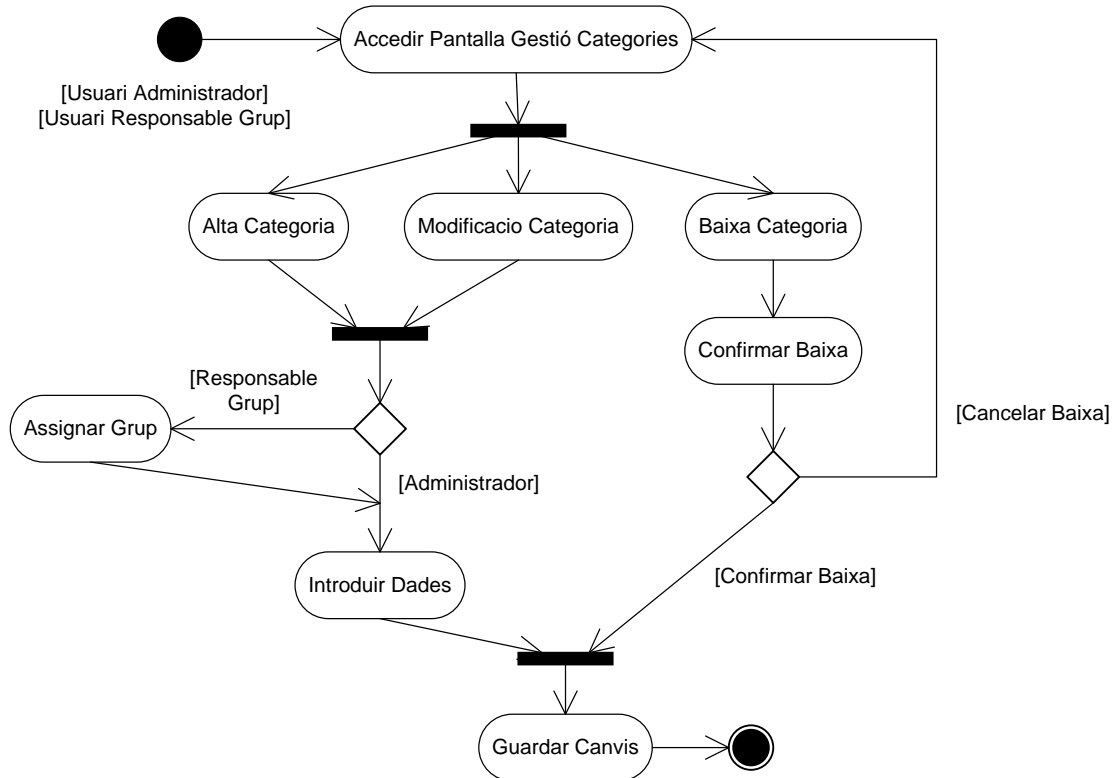 Accedir Pantalla Gestió Categories
[Usuari Administrador]
[Usuari Responsable Grup]
Alta Categoria
Modificacio Categoria
Baixa Categoria
Confirmar Baixa
[Responsable
Grup]
Assignar Grup
[Cancelar Baixa]
[Administrador]
Introduir Dades
[Confirmar Baixa]
Guardar Canvis